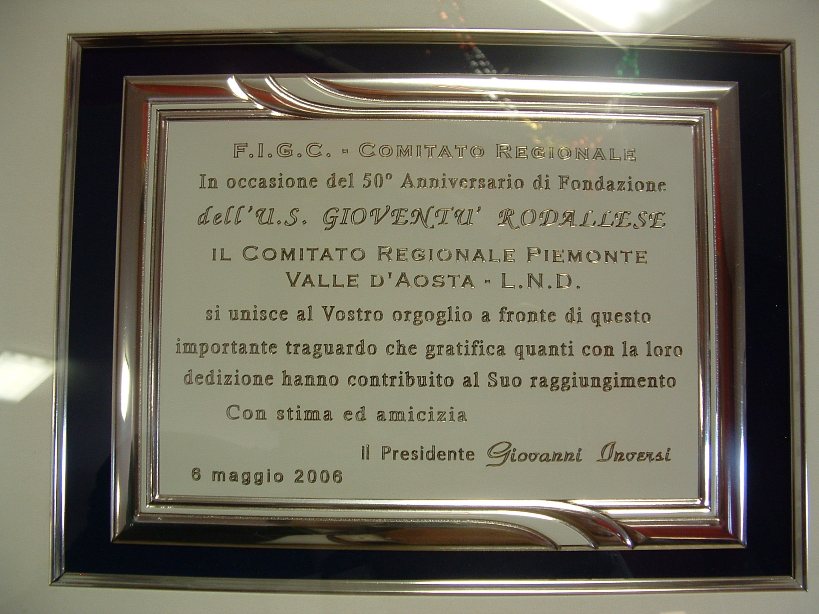 F.I.G.C. - COMITATO REGIONALE
In occasione del 50° Anniversario di Fondazione
dell'U.S. GIOVENTU' RODALLESE
IL COMITATO REGIONALE PIEMONTE
VALLE D'AOSTA - L.N.D.
si unisce al Vostro orgoglio a fronte di questo
importante traguardo che gratifica quanti con la loro
dedizione hanno contribuito al Suo raggiungimento
Con stima ed amicizia
Il Presidente Giovanni Inversi
6 maggio 2006